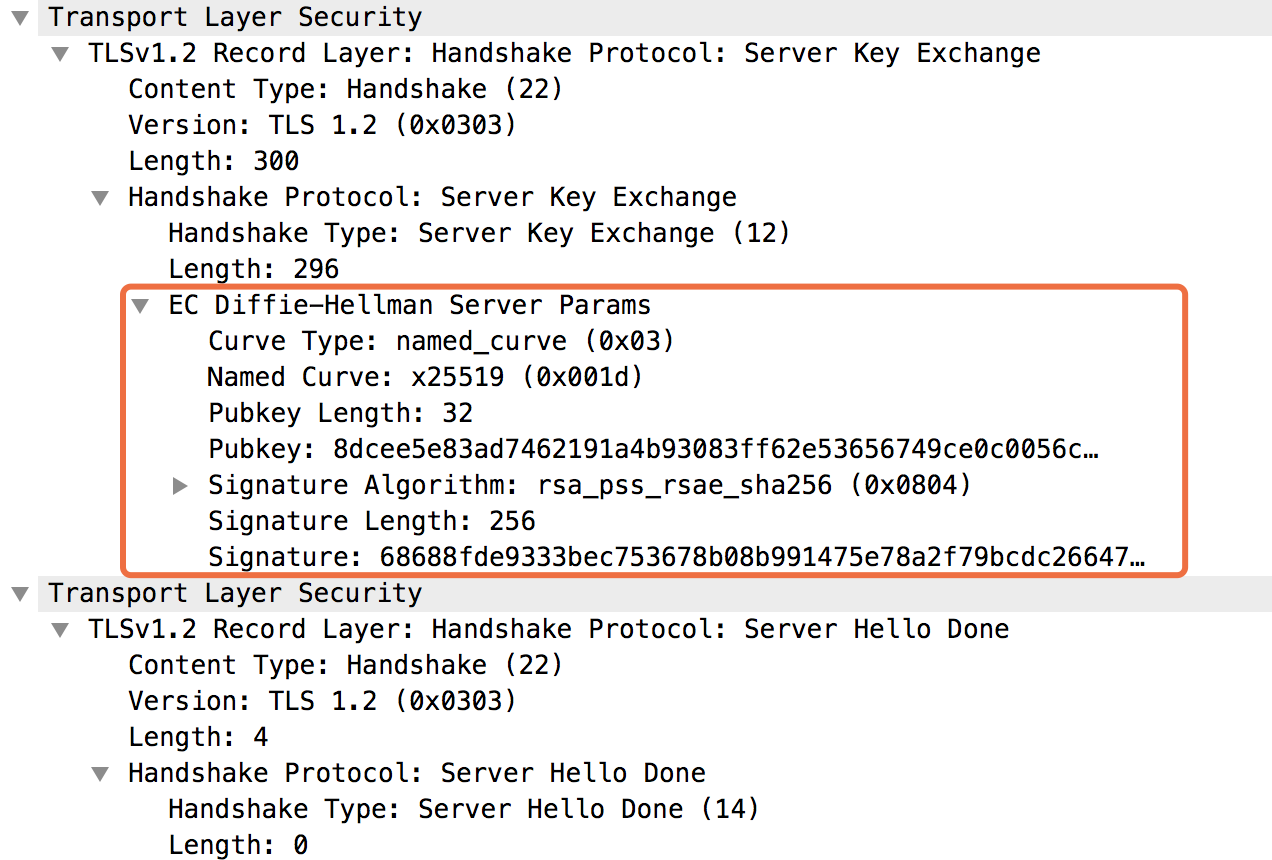 Transport Layer Security
TLSv1.2 Record Layer: Handshake Protocol: Server Key Exchange
Content Type: Handshake (22)
Version: TLS 1.2 (0x0303)
Length: 300
Handshake Protocol: Server Key Exchange
Handshake Type: Server Key Exchange (12)
Length: 296
EC Diffie–Hellman Server Params
Curve Type: named_curve (0x03)
Named Curve: x25519 (0x001d)
Pubkey Length: 32
Pubkey: 8dcee5e83ad7462191a4b93083ff62e53656749ce0c0056c…
Signature Algorithm: rsa_pss_rsae_sha256 (0x0804)
Signature Length: 256
Signature: 68688fde9333bec753678b08b991475e78a2f79bcdc26647…
Transport Layer Security
TLSv1.2 Record Layer: Handshake Protocol: Server Hello Done
Content Type: Handshake (22)
Version: TLS 1.2 (0x0303)
Length: 4
Handshake Protocol: Server Hello Done
Handshake Type: Server Hello Done (14)
Length: 0